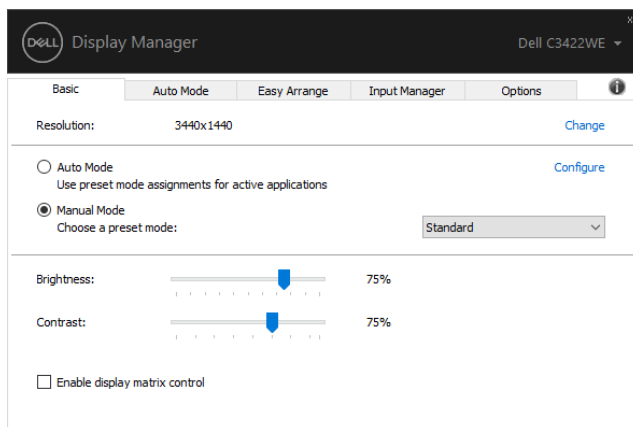 DELL Display Manager Dell C3422WE
Basic Auto Mode Easy Arrange Input Manager Options
Resolution: 3440x1440 Change
Auto Mode Configure
Use preset mode assignments for active applications
Manual Mode
Choose a preset mode: Standard
Brightness: 75%
Contrast: 75%
Enable display matrix control